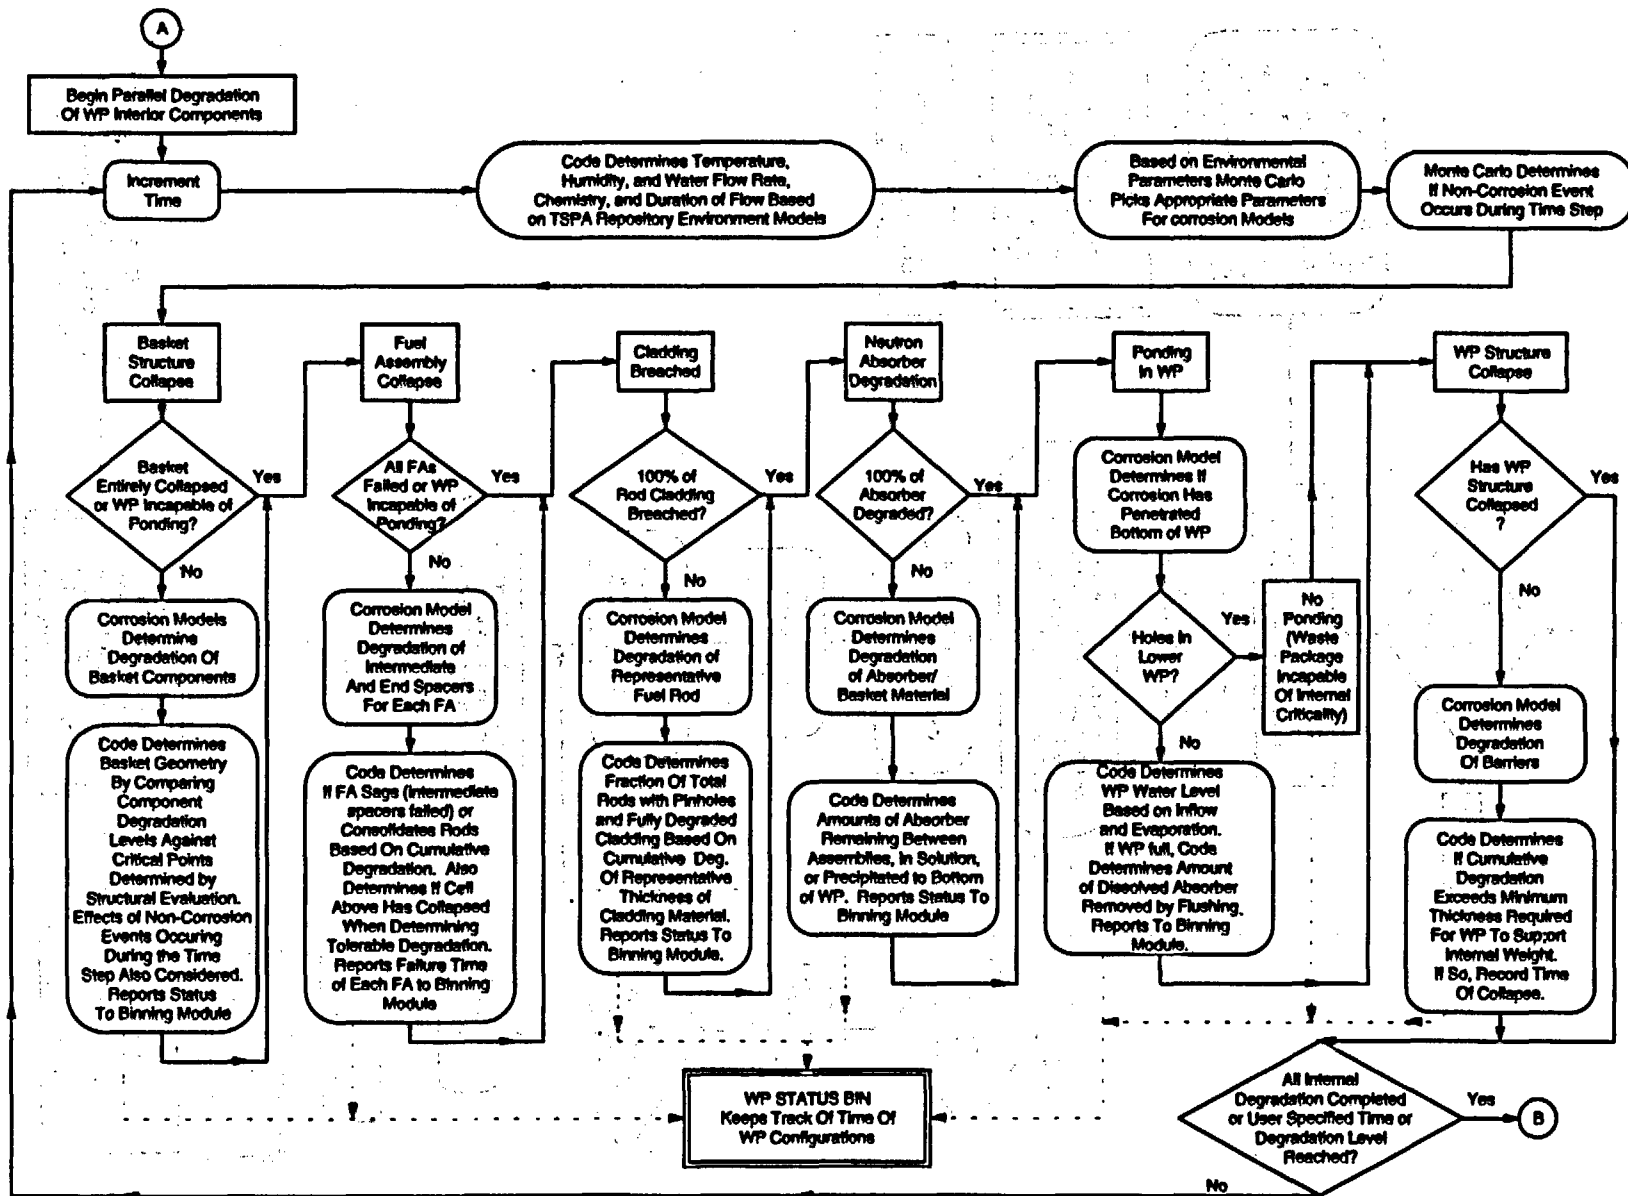 A
Begin Parallel Degradation
Of WP Interior Components
Increment
Time
Code Determines Temperature,
Humidity, and Water Flow Rate,
Chemistry, and Duration of Flow Based
on TSPA Repository Environment Models
Based on Environmental
Parameters Monte Carlo
Picks Appropriate Parameters
For corrosion Models
Monte Carlo Determines
If Non-Corrosion Event
Occurs During Time Step
Basket
Structure
Collapse
Basket
Entirely Collapsed
or WP Incapable of
Ponding?
Yes
No
Corrosion Models
Determine
Degradation Of
Basket Components
Code Determines
Basket Geometry
By Comparing
Component
Degradation
Levels Against
Critical Points
Determined by
Structural Evaluation.
Effects of Non-Corrosion
Events Occuring
During the Time
Step Also Considered.
Reports Status
To Binning Module
Fuel
Assembly
Collapse
All FAs
Failed or WP
Incapable of
Ponding?
Yes
No
Corrosion Model
Determines
Degradation of
Intermediate
And End Spacers
For Each FA
Code Determines
If FA Sags (Intermediate
spacers failed) or
Consolidates Rods
Based On Cumulative
Degradation. Also
Determines If Cell
Above Has Collapsed
When Determining
Tolerable Degradation.
Reports Failure Time
of Each FA to Binning
Module
Cladding
Breached
100% of
Rod Cladding
Breached?
Yes
No
Corrosion Model
Determines
Degradation of
Representative
Fuel Rod
Code Determines
Fraction Of Total
Rods with Pinholes
and Fully Degraded
Cladding Based On
Cumulative Deg.
Of Representative
Thickness of
Cladding Material.
Reports Status To
Binning Module.
Neutron
Absorber
Degradation
100% of
Absorber
Degraded?
Yes
No
Corrosion Model
Determines
Degradation
of Absorber/
Basket Material
Code Determines
Amounts of Absorber
Remaining Between
Assemblies, In Solution,
or Precipitated to Bottom
of WP. Reports Status To
Binning Module
Ponding
In WP
Corrosion Model
Determines If
Corrosion Has
Penetrated
Bottom of WP
Holes In
Lower
WP?
Yes
No
No
Ponding
(Waste
Package
Incapable
Of Internal
Criticality)
Code Determines
WP Water Level
Based on Inflow
and Evaporation.
If WP full, Code
Determines Amount
of Dissolved Absorber
Removed by Flushing,
Reports To Binning
Module.
WP Structure
Collapse
Has WP
Structure
Collapsed
?
Yes
No
Corrosion Model
Determines
Degradation
Of Barriers
Code Determines
If Cumulative
Degradation
Exceeds Minimum
Thickness Required
For WP To Sup;ort
Internal Weight.
If So, Record Time
Of Collapse.
WP STATUS BIN
Keeps Track Of Time Of
WP Configurations
All Internal
Degradation Completed
or User Specified Time or
Degradation Level
Reached?
Yes
B
No